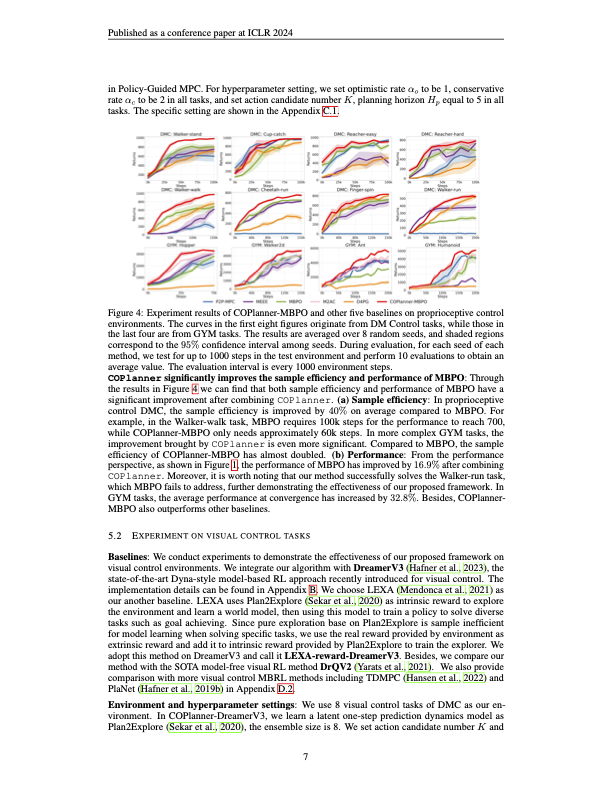 Published as a conference paper at ICLR 2024
in Policy-Guided MPC. For hyperparameter setting, we set optimistic rate αo to be 1, conservative
rate αc to be 2 in all tasks, and set action candidate number K, planning horizon Hp equal to 5 in all
tasks. The specific setting are shown in the Appendix C.1.
DMC: Walker-stand
DMC: Cup-catch
DMC: Reacher-easy
DMC: Reacher-hard
DMC: Walker-walk
DMC: Cheetah-run
DMC: Finger-spin
DMC: Walker-run
GYM: Hopper
GYM: Walker2d
GYM: Ant
GYM: Humanoid
P2P-MPC MEEE MBPO M2AC D4PG COPlanner-MBPO
Figure 4: Experiment results of COPlanner-MBPO and other five baselines on proprioceptive control
environments. The curves in the first eight figures originate from DM Control tasks, while those in
the last four are from GYM tasks. The results are averaged over 8 random seeds, and shaded regions
correspond to the 95% confidence interval among seeds. During evaluation, for each seed of each
method, we test for up to 1000 steps in the test environment and perform 10 evaluations to obtain an
average value. The evaluation interval is every 1000 environment steps.
COPlanner significantly improves the sample efficiency and performance of MBPO: Through
the results in Figure 4 we can find that both sample efficiency and performance of MBPO have a
significant improvement after combining COPlanner. (a) Sample efficiency: In proprioceptive
control DMC, the sample efficiency is improved by 40% on average compared to MBPO. For
example, in the Walker-walk task, MBPO requires 100k steps for the performance to reach 700,
while COPlanner-MBPO only needs approximately 60k steps. In more complex GYM tasks, the
improvement brought by COPlanner is even more significant. Compared to MBPO, the sample
efficiency of COPlanner-MBPO has almost doubled. (b) Performance: From the performance
perspective, as shown in Figure 1, the performance of MBPO has improved by 16.9% after combining
COPlanner. Moreover, it is worth noting that our method successfully solves the Walker-run task,
which MBPO fails to address, further demonstrating the effectiveness of our proposed framework. In
GYM tasks, the average performance at convergence has increased by 32.8%. Besides, COPlanner-
MBPO also outperforms other baselines.
5.2 EXPERIMENT ON VISUAL CONTROL TASKS
Baselines: We conduct experiments to demonstrate the effectiveness of our proposed framework on
visual control environments. We integrate our algorithm with DreamerV3 (Hafner et al., 2023), the
state-of-the-art Dyna-style model-based RL approach recently introduced for visual control. The
implementation details can be found in Appendix B. We choose LEXA (Mendonca et al., 2021) as
our another baseline. LEXA uses Plan2Explore (Sekar et al., 2020) as intrinsic reward to explore
the environment and learn a world model, then using this model to train a policy to solve diverse
tasks such as goal achieving. Since pure exploration base on Plan2Explore is sample inefficient
for model learning when solving specific tasks, we use the real reward provided by environment as
extrinsic reward and add it to intrinsic reward provided by Plan2Explore to train the explorer. We
adopt this method on DreamerV3 and call it LEXA-reward-DreamerV3. Besides, we compare our
method with the SOTA model-free visual RL method DrQV2 (Yarats et al., 2021). We also provide
comparison with more visual MBRL methods including TDMPC (Hansen et al., 2022) and
PlaNet (Hafner et al., 2019b) in Appendix D.2.
Environment and hyperparameter settings: We use 8 visual control tasks of DMC as our en-
vironment. In COPlanner-DreamerV3, we learn a latent one-step prediction dynamics model as
Plan2Explore (Sekar et al., 2020), the ensemble size is 8. We set action candidate number K and
7